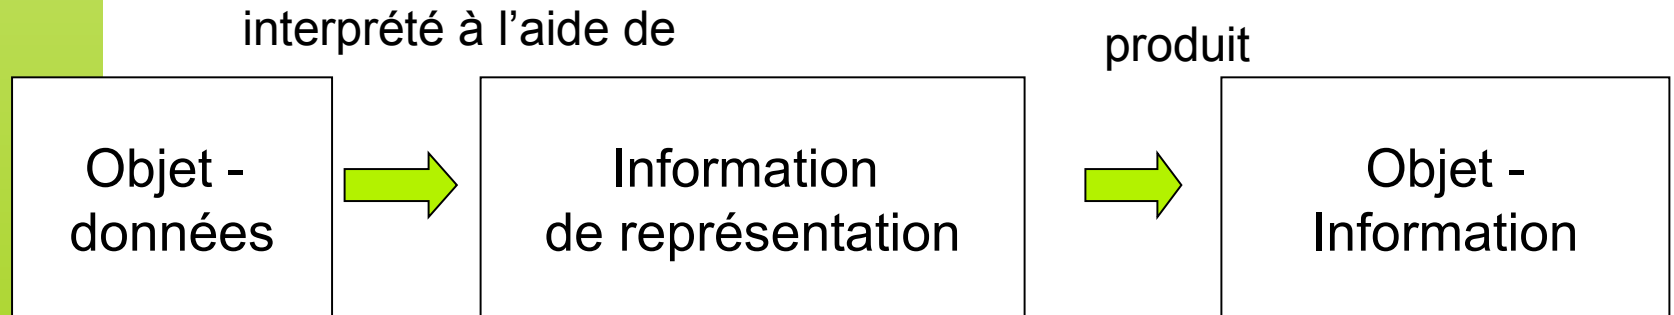 interprété à l’aide de
produit
Objet -
données
Information
de représentation
Objet -
Information